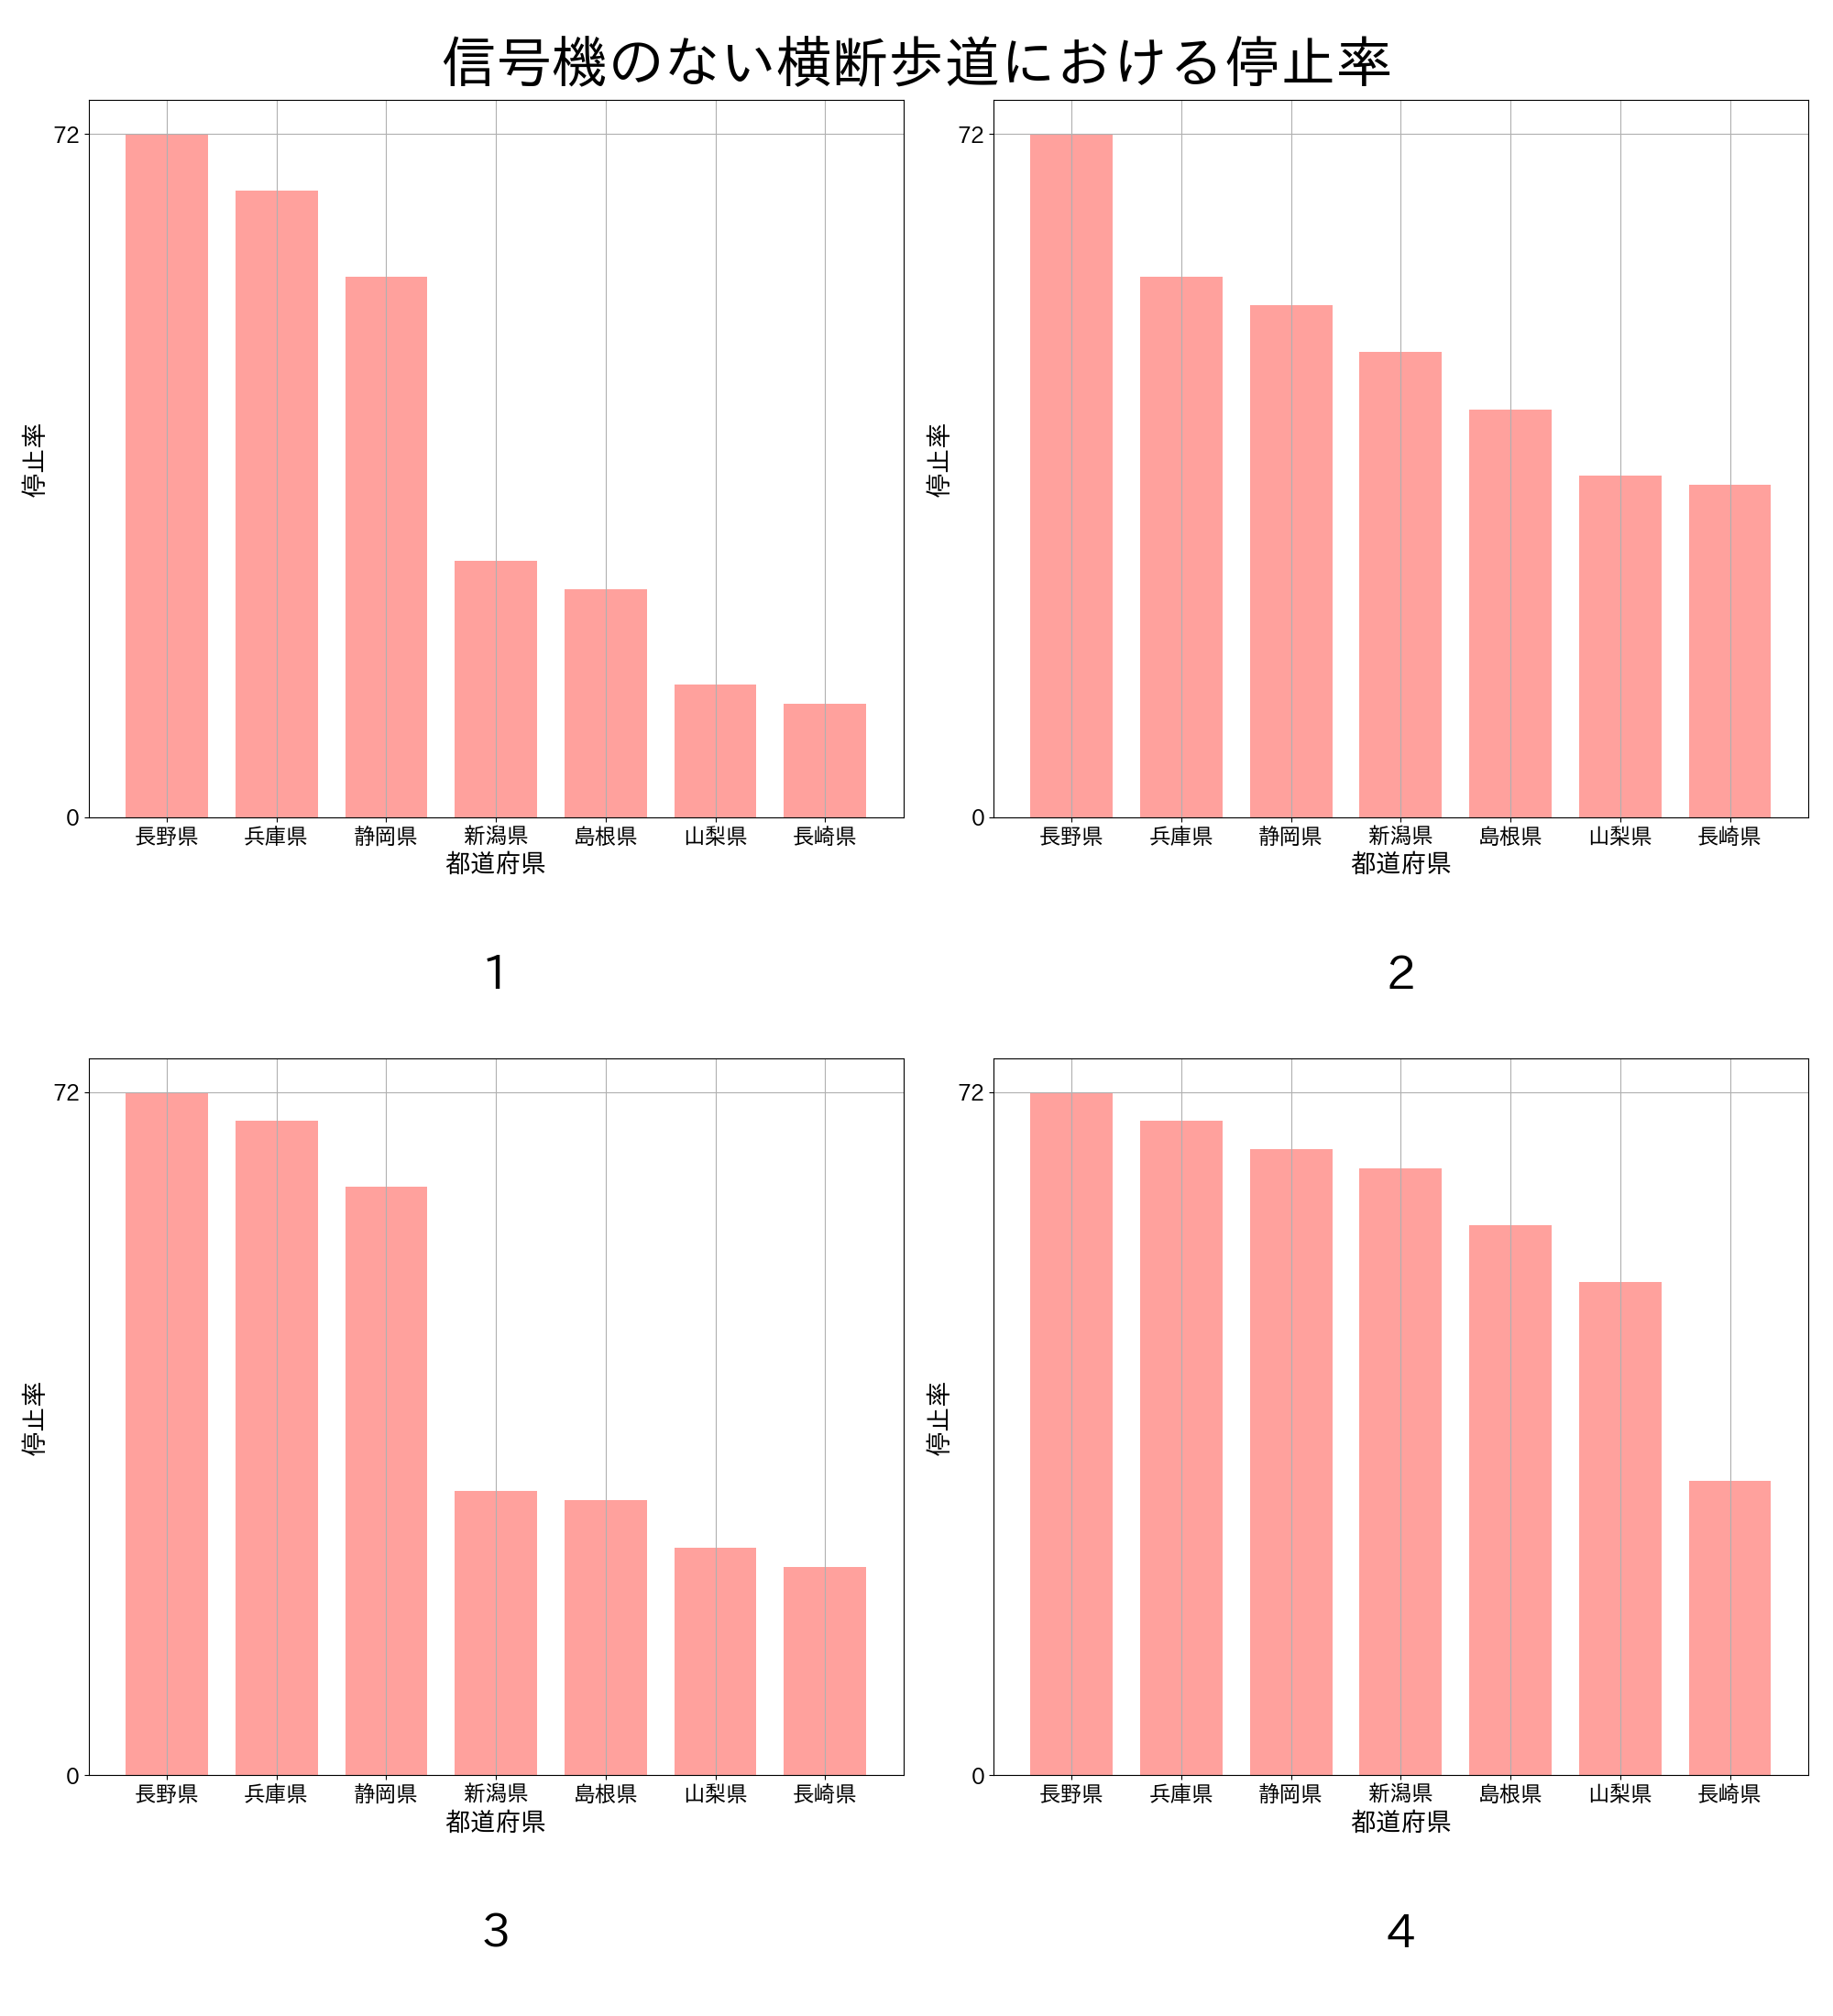 信号機のない横断歩道における停止率
72
停止率
0
長野県 兵庫県 静岡県 新潟県 島根県 山梨県 長崎県
都道府県
1
72
停止率
0
長野県 兵庫県 静岡県 新潟県 島根県 山梨県 長崎県
都道府県
2
72
停止率
0
長野県 兵庫県 静岡県 新潟県 島根県 山梨県 長崎県
都道府県
3
72
停止率
0
長野県 兵庫県 静岡県 新潟県 島根県 山梨県 長崎県
都道府県
4